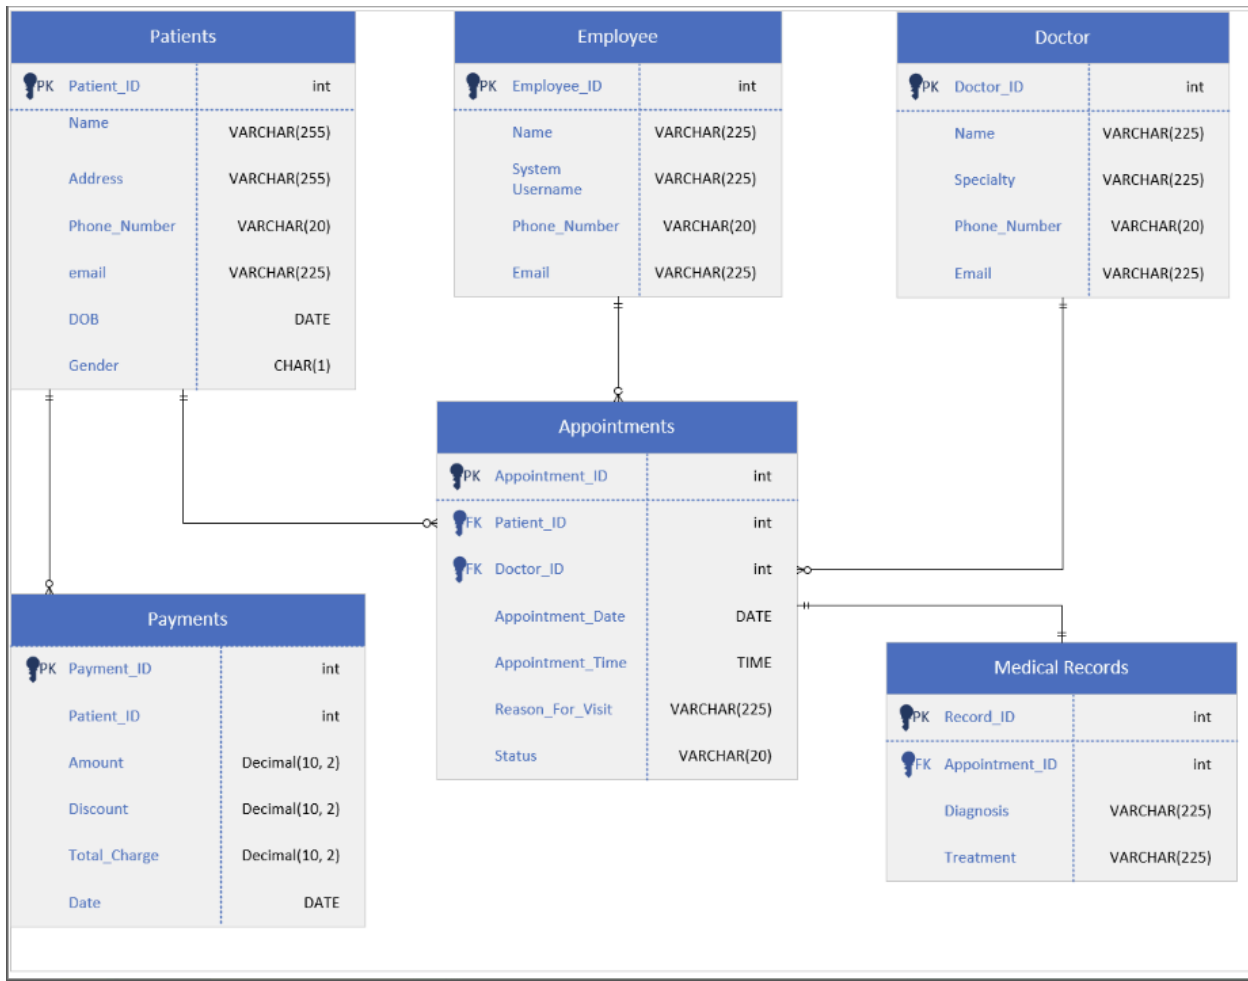 Patients
PK Patient_ID int
Name VARCHAR(255)
Address VARCHAR(255)
Phone_Number VARCHAR(20)
email VARCHAR(225)
DOB DATE
Gender CHAR(1)
Employee
PK Employee_ID int
Name VARCHAR(225)
System
Username VARCHAR(225)
Phone_Number VARCHAR(20)
Email VARCHAR(225)
Doctor
PK Doctor_ID int
Name VARCHAR(225)
Specialty VARCHAR(225)
Phone_Number VARCHAR(20)
Email VARCHAR(225)
Appointments
PK Appointment_ID int
FK Patient_ID int
FK Doctor_ID int
Appointment_Date DATE
Appointment_Time TIME
Reason_For_Visit VARCHAR(225)
Status VARCHAR(20)
Payments
PK Payment_ID int
Patient_ID int
Amount Decimal(10, 2)
Discount Decimal(10, 2)
Total_Charge Decimal(10, 2)
Date DATE
Medical Records
PK Record_ID int
FK Appointment_ID int
Diagnosis VARCHAR(225)
Treatment VARCHAR(225)